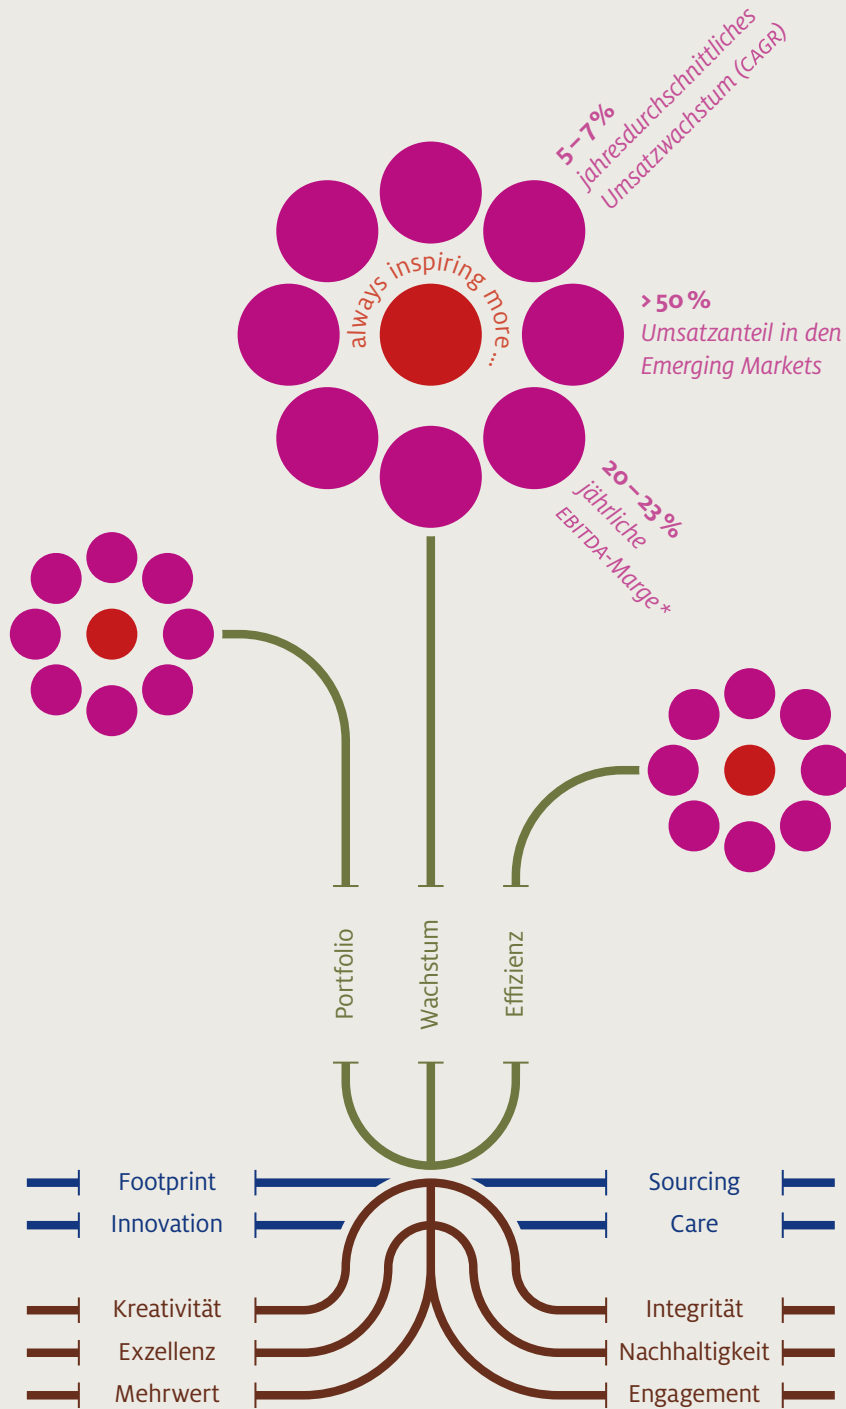 5–7%
jahresdurchschnittliches
Umsatzwachstum (CAGR)
always inspiring more ...
>50%
Umsatzanteil in den
Emerging Markets
20–23%
jährliche
EBITDA-Marge*
Portfolio
Wachstum
Effizienz
Footprint
Sourcing
Innovation
Care
Kreativität
Integrität
Exzellenz
Nachhaltigkeit
Mehrwert
Engagement